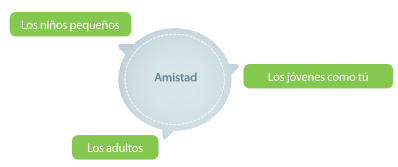 Los niños pequeños
Amistad
Los jóvenes como tú
Los adultos